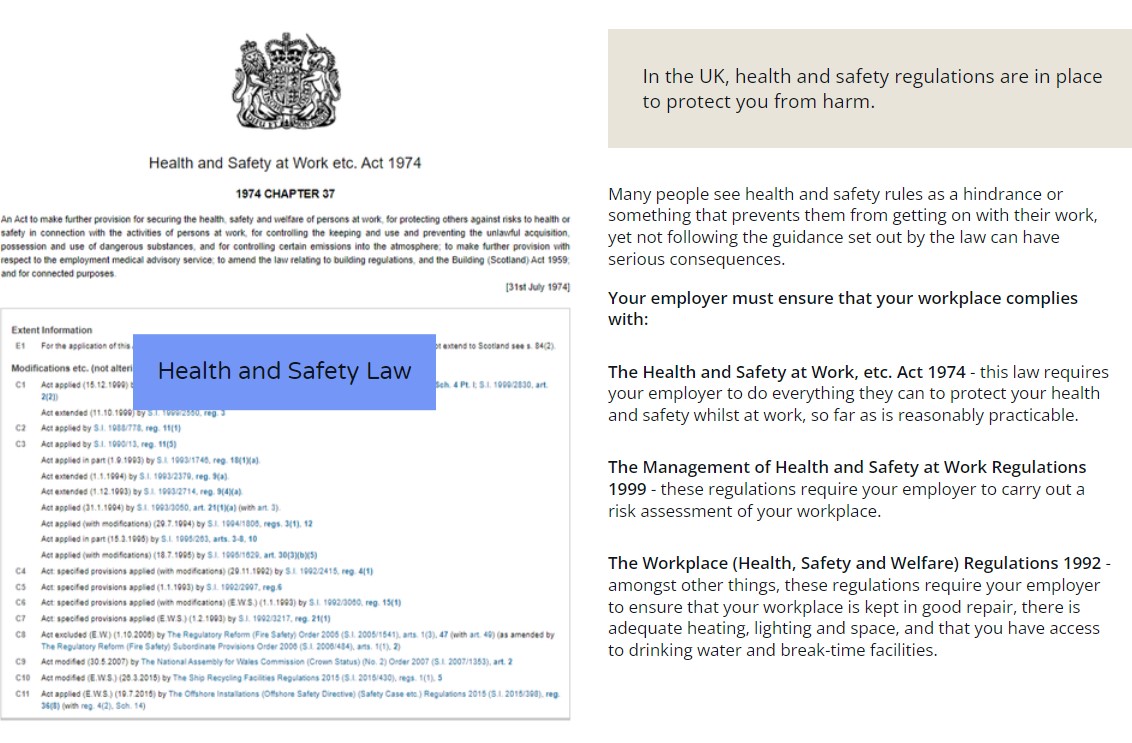 Health and Safety at Work etc. Act 1974
1974 CHAPTER 37
An Act to make further provision for securing the health, safety and welfare of persons at work, for protecting others against risks to health or
safety in connection with the activities of persons at work, for controlling the keeping and use and preventing the unlawful acquisition,
possession and use of dangerous substances, and for controlling certain emissions into the atmosphere; to make further provision with
respect to the employment medical advisory service; to amend the law relating to building regulations, and the Building (Scotland) Act 1959;
and for connected purposes.
[31st July 1974]
Extent Information
E1 For the application of this extend to Scotland see s. 84(2).
Modifications etc. (not
Health and Safety Law
C1 Act applied (15.12.1999) Sch. 4 Pt. I; S.I. 1999/2830, art.
2(2))
Act extended (11.10.1999) by S.I. 1999/2550, reg. 3
C2 Act applied by S.I. 1988/778, reg. 11(1)
C3 Act applied by S.I. 1990/13, reg. 11(5)
Act applied in part (1.9.1993) by S.I. 1993/1746, reg. 18(1)(a).
Act extended (1.1.1994) by S.I. 1993/2379, reg. 9(a).
Act extended (1.12.1993) by S.I. 1993/2714, reg. 9(4)(a).
Act applied (31.1.1994) by S.I. 1993/3050, art. 21(1)(a) (with art. 3).
Act applied (with modifications) (29.7.1994) by S.I. 1994/1806, regs. 3(1), 12
Act applied in part (15.3.1995) by S.I. 1995/263, arts. 3-8, 10
Act applied (with modifications) (18.7.1995) by S.I. 1995/1629, art. 30(3)(b)(5)
C4 Act: specified provisions applied (with modifications) (29.11.1992) by S.I. 1992/2415, reg. 4(1)
C5 Act: specified provisions applied (1.1.1993) by S.I. 1992/2997, reg.6
C6 Act: specified provisions applied (with modifications) (E.W.S.) (1.1.1993) by S.I. 1992/3060, reg. 15(1)
C7 Act: specified provisions applied (E.W.S.) (1.2.1993) by S.I. 1992/3217, reg. 21(1)
C8 Act excluded (E.W.) (1.10.2006) by The Regulatory Reform (Fire Safety) Order 2005 (S.I. 2005/1541), arts. 1(3), 47 (with art. 49) (as amended by
The Regulatory Reform (Fire Safety) Subordinate Provisions Order 2006 (S.I. 2006/484), arts. 1(1), 2)
C9 Act modified (30.5.2007) by The National Assembly for Wales Commission (Crown Status) (No. 2) Order 2007 (S.I. 2007/1353), art. 2
C10 Act modified (E.W.S.) (26.3.2015) by The Ship Recycling Facilities Regulations 2015 (S.I. 2015/430), regs. 1(1), 5
C11 Act applied (E.W.S.) (19.7.2015) by The Offshore Installations (Offshore Safety Directive) (Safety Case etc.) Regulations 2015 (S.I. 2015/398), reg.
36(8) (with reg. 4(2), Sch. 14)
In the UK, health and safety regulations are in place
to protect you from harm.
Many people see health and safety rules as a hindrance or
something that prevents them from getting on with their work,
yet not following the guidance set out by the law can have
serious consequences.
Your employer must ensure that your workplace complies
with:
The Health and Safety at Work, etc. Act 1974 - this law requires
your employer to do everything they can to protect your health
and safety whilst at work, so far as is reasonably practicable.
The Management of Health and Safety at Work Regulations
1999 - these regulations require your employer to carry out a
risk assessment of your workplace.
The Workplace (Health, Safety and Welfare) Regulations 1992 -
amongst other things, these regulations require your employer
to ensure that your workplace is kept in good repair, there is
adequate heating, lighting and space, and that you have access
to drinking water and break-time facilities.